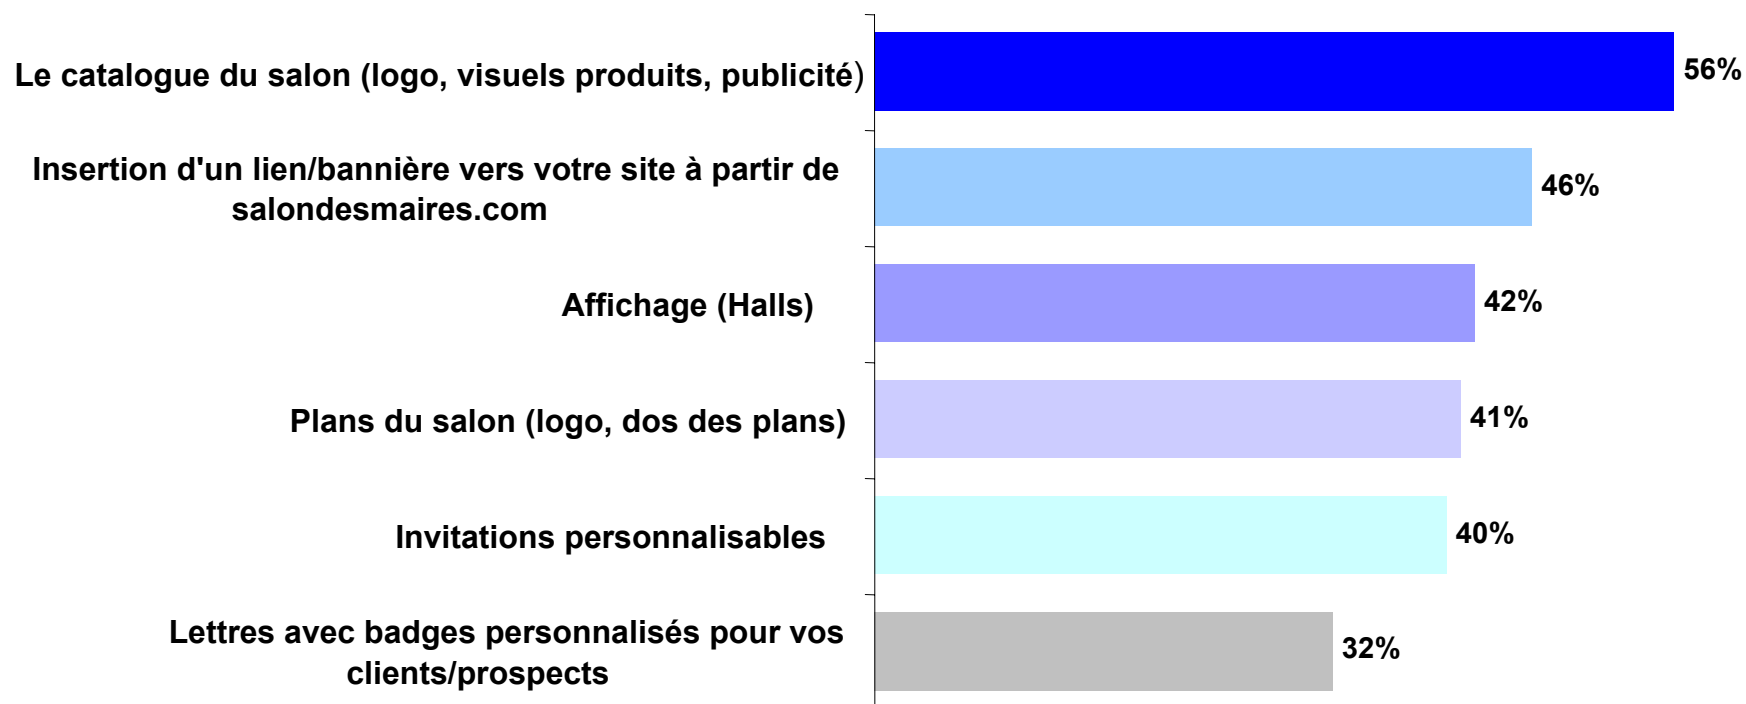 Le catalogue du salon (logo, visuels produits, publicité)
56%
Insertion d'un lien/bannière vers votre site à partir de
salondesmaires.com
46%
Affichage (Halls)
42%
Plans du salon (logo, dos des plans)
41%
Invitations personnalisables
40%
Lettres avec badges personnalisés pour vos
clients/prospects
32%